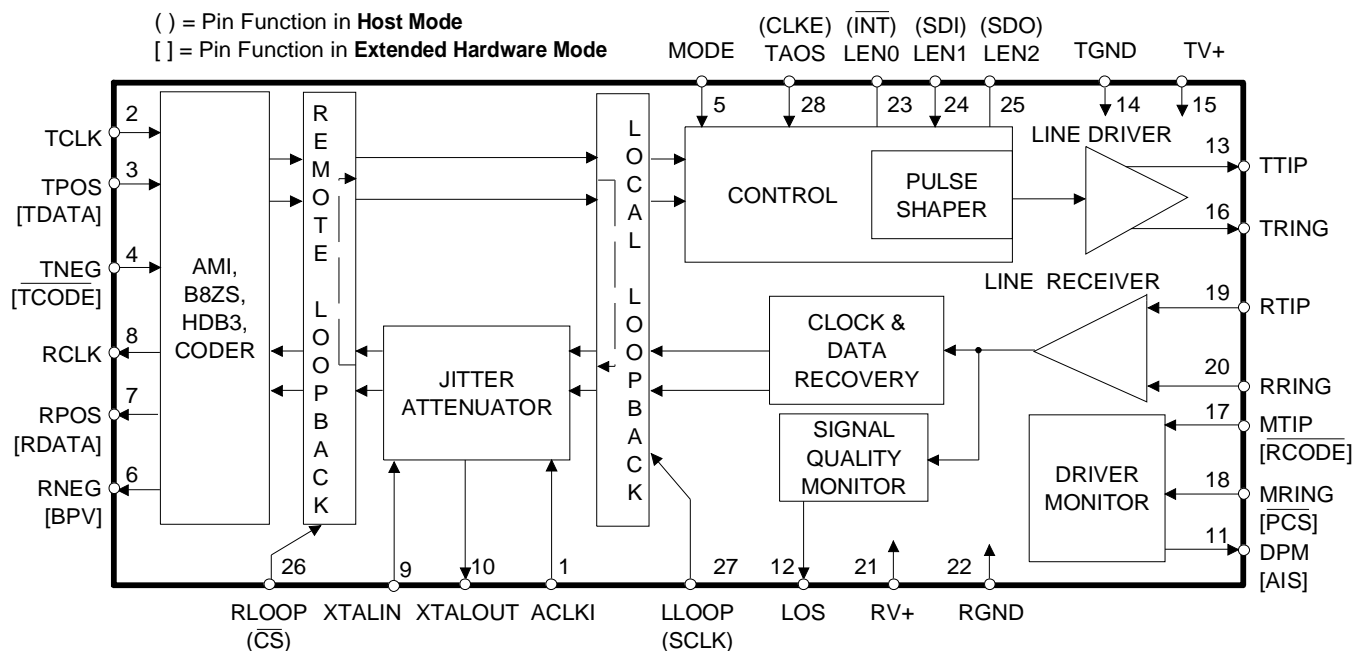 ( ) = Pin Function in Host Mode
[ ] = Pin Function in Extended Hardware Mode
MODE
(CLKE)
TAOS
(INT)
LEN0
(SDI)
LEN1
(SDO)
LEN2
TGND
TV+
5
28
23
24
25
14
15
TCLK
2
TPOS
[TDATA]
3
TNEG
[TCODE]
4
RCLK
8
RPOS
[RDATA]
7
RNEG
[BPV]
6
AMI,
B8ZS,
HDB3,
CODER
REMOTE LOOPBACK
JITTER
ATTENUATOR
LOCAL LOOPBACK
CONTROL
PULSE
SHAPER
LINE DRIVER
13
TTIP
16
TRING
LINE RECEIVER
19
RTIP
20
RRING
CLOCK &
DATA
RECOVERY
SIGNAL
QUALITY
MONITOR
DRIVER
MONITOR
17
MTIP
[RCODE]
18
MRING
[PCS]
11
DPM
[AIS]
26
9
10
1
27
12
21
22
RLOOP
(CS)
XTALIN
XTALOUT
ACLKI
LLOOP
(SCLK)
LOS
RV+
RGND